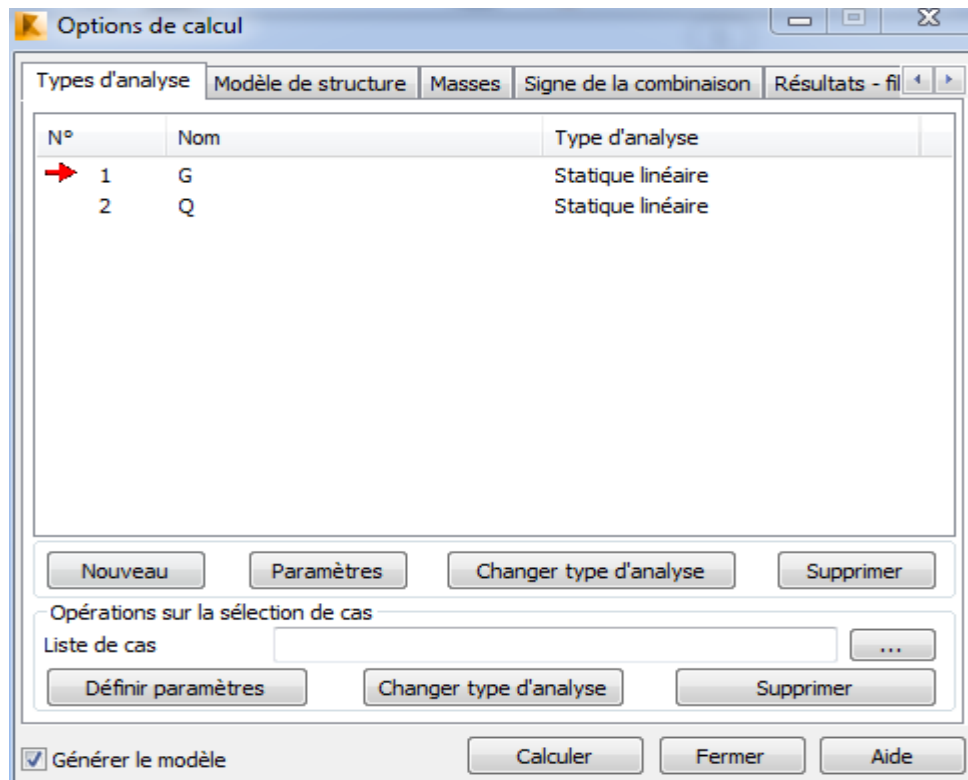 Options de calcul
Types d'analyse Modèle de structure Masses Signe de la combinaison Résultats - fil
N° Nom Type d'analyse
1 G Statique linéaire
2 Q Statique linéaire
Nouveau Paramètres Changer type d'analyse Supprimer
Opérations sur la sélection de cas
Liste de cas ...
Définir paramètres Changer type d'analyse Supprimer
Générer le modèle Calculer Fermer Aide